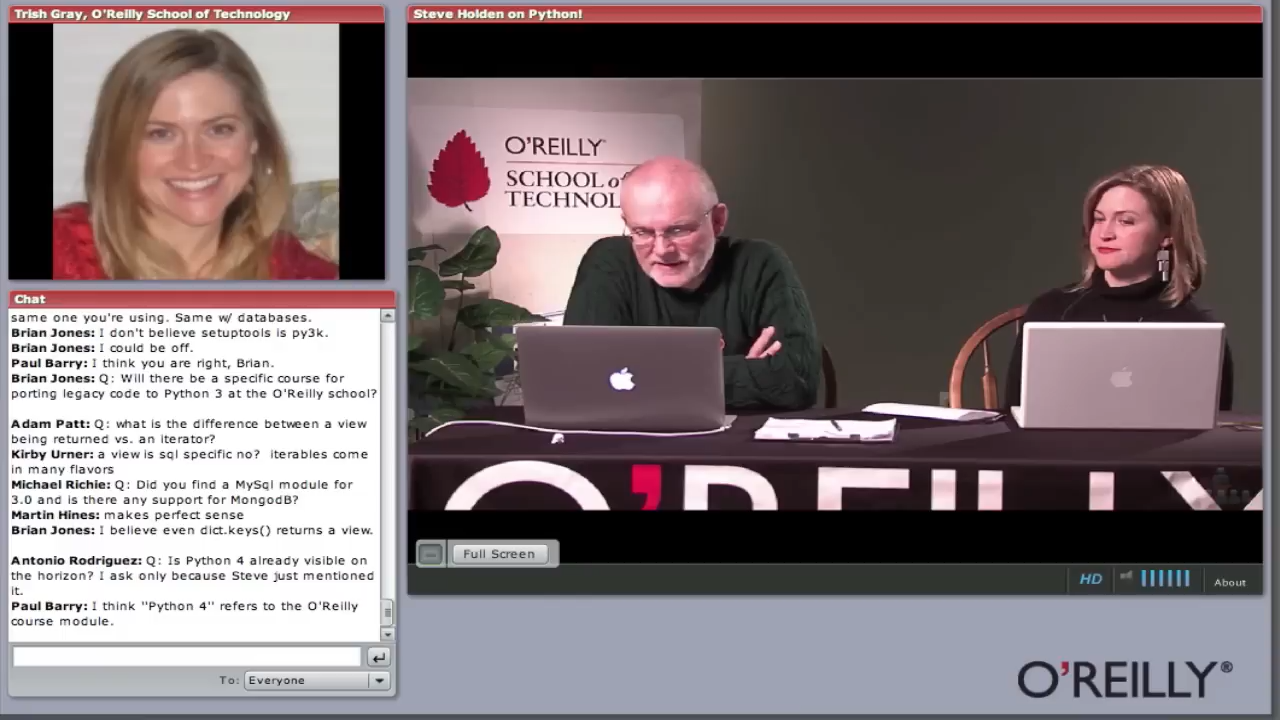 Trish Gray, O'Reilly School of Technology
Steve Holden on Python!
O'REILLY
SCHOOL of
TECHNOL
Chat
same one you're using. Same w/ databases.
Brian Jones: I don't believe setuptools is py3k.
Brian Jones: I could be off.
Paul Barry: I think you are right, Brian.
Brian Jones: Q: Will there be a specific course for
porting legacy code to Python 3 at the O'Reilly school?
Adam Patt: Q: what is the difference between a view
being returned vs. an iterator?
Kirby Urner: a view is sql specific no?  iterables come
in many flavors
Michael Richie: Q: Did you find a MySql module for
3.0 and is there any support for MongodB?
Martin Hines: makes perfect sense
Brian Jones: I believe even dict.keys() returns a view.
Antonio Rodriguez: Q: Is Python 4 already visible on
the horizon? I ask only because Steve just mentioned
it.
Paul Barry: I think "Python 4" refers to the O'Reilly
course module.
To: Everyone
O'REILLY
Full Screen
HD
About
O'REILLY®